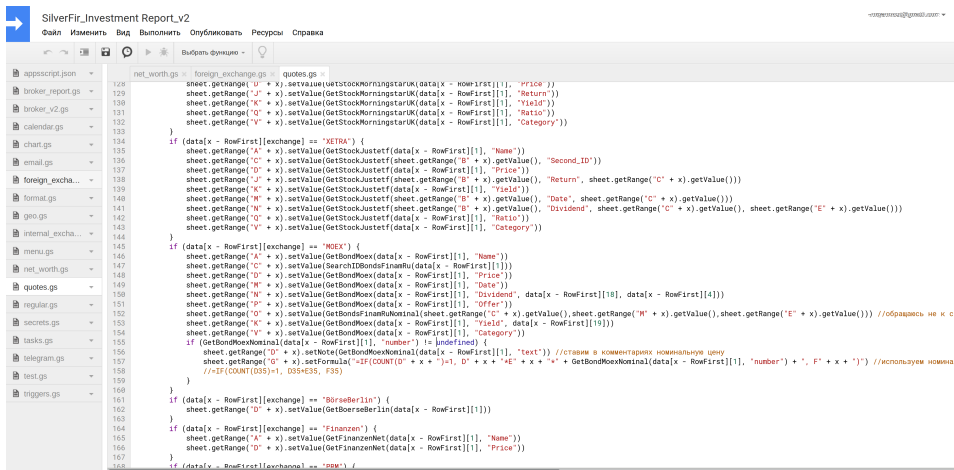 SilverFir_Investment Report_v2
Файл Изменить Вид Выполнить Опубликовать Ресурсы Справка
Выбрать функцию
appsscript.json
broker_report.gs
broker_v2.gs
calendar.gs
chart.gs
email.gs
foreign_excha...
format.gs
geo.gs
internal_excha...
menu.gs
net_worth.gs
quotes.gs
regular.gs
secrets.gs
tasks.gs
telegram.gs
test.gs
triggers.gs
net_worth.gs × foreign_exchange.gs × quotes.gs ×
128 sheet.getRange("D" + x).setValue(GetStockMorningstarUK(data[x - RowFirst][1], "Price"))
129 sheet.getRange("J" + x).setValue(GetStockMorningstarUK(data[x - RowFirst][1], "Return"))
130 sheet.getRange("K" + x).setValue(GetStockMorningstarUK(data[x - RowFirst][1], "Yield"))
131 sheet.getRange("Q" + x).setValue(GetStockMorningstarUK(data[x - RowFirst][1], "Ratio"))
132 sheet.getRange("V" + x).setValue(GetStockMorningstarUK(data[x - RowFirst][1], "Category"))
133 }
134 if (data[x - RowFirst][exchange] == "XETRA") {
135 sheet.getRange("A" + x).setValue(GetStockJustetf(data[x - RowFirst][1], "Name"))
136 sheet.getRange("C" + x).setValue(GetStockJustetf(sheet.getRange("B" + x).getValue(), "Second_ID"))
137 sheet.getRange("D" + x).setValue(GetStockJustetf(data[x - RowFirst][1], "Price"))
138 sheet.getRange("J" + x).setValue(GetStockJustetf(sheet.getRange("B" + x).getValue(), "Return", sheet.getRange("C" + x).getValue()))
139 sheet.getRange("K" + x).setValue(GetStockJustetf(data[x - RowFirst][1], "Yield"))
140 sheet.getRange("M" + x).setValue(GetStockJustetf(sheet.getRange("B" + x).getValue(), "Date", sheet.getRange("C" + x).getValue()))
141 sheet.getRange("N" + x).setValue(GetStockJustetf(sheet.getRange("B" + x).getValue(), "Dividend", sheet.getRange("C" + x).getValue(), sheet.getRange("E" + x).getValue()))
142 sheet.getRange("Q" + x).setValue(GetStockJustetf(data[x - RowFirst][1], "Ratio"))
143 sheet.getRange("V" + x).setValue(GetStockJustetf(data[x - RowFirst][1], "Category"))
144 }
145 if (data[x - RowFirst][exchange] == "MOEX") {
146 sheet.getRange("A" + x).setValue(GetBondMoex(data[x - RowFirst][1], "Name"))
147 sheet.getRange("C" + x).setValue(SearchIDBondsFinamRu(data[x - RowFirst][1]))
148 sheet.getRange("D" + x).setValue(GetBondMoex(data[x - RowFirst][1], "Price"))
149 sheet.getRange("M" + x).setValue(GetBondMoex(data[x - RowFirst][1], "Date"))
150 sheet.getRange("N" + x).setValue(GetBondMoex(data[x - RowFirst][1], "Dividend", data[x - RowFirst][18], data[x - RowFirst][4]))
151 sheet.getRange("P" + x).setValue(GetBondMoex(data[x - RowFirst][1], "Offer"))
152 sheet.getRange("O" + x).setValue(GetBondsFinamRuNominal(sheet.getRange("C" + x).getValue(),sheet.getRange("M" + x).getValue(),sheet.getRange("E" + x).getValue())) //обращаюсь не к с
153 sheet.getRange("K" + x).setValue(GetBondMoex(data[x - RowFirst][1], "Yield", data[x - RowFirst][19]))
154 sheet.getRange("V" + x).setValue(GetBondMoex(data[x - RowFirst][1], "Category"))
155 if (GetBondMoexNominal(data[x - RowFirst][1], "number") != undefined) {
156 sheet.getRange("D" + x).setNote(GetBondMoexNominal(data[x - RowFirst][1], "text")) //ставим в комментариях номинальную цену
157 sheet.getRange("G" + x).setFormula("=IF(COUNT(D" + x + ")=1, D" + x + "*E" + x + "*" + GetBondMoexNominal(data[x - RowFirst][1], "number") + ", F" + x + ")") //используем номина
158 //=IF(COUNT(D35)=1, D35*E35, F35)
159 }
160 }
161 if (data[x - RowFirst][exchange] == "BörseBerlin") {
162 sheet.getRange("D" + x).setValue(GetBoerseBerlin(data[x - RowFirst][1]))
163 }
164 if (data[x - RowFirst][exchange] == "Finanzen") {
165 sheet.getRange("A" + x).setValue(GetFinanzenNet(data[x - RowFirst][1], "Name"))
166 sheet.getRange("D" + x).setValue(GetFinanzenNet(data[x - RowFirst][1], "Price"))
167 }
168 if (data[x - RowFirst][exchange] == "PRM") {